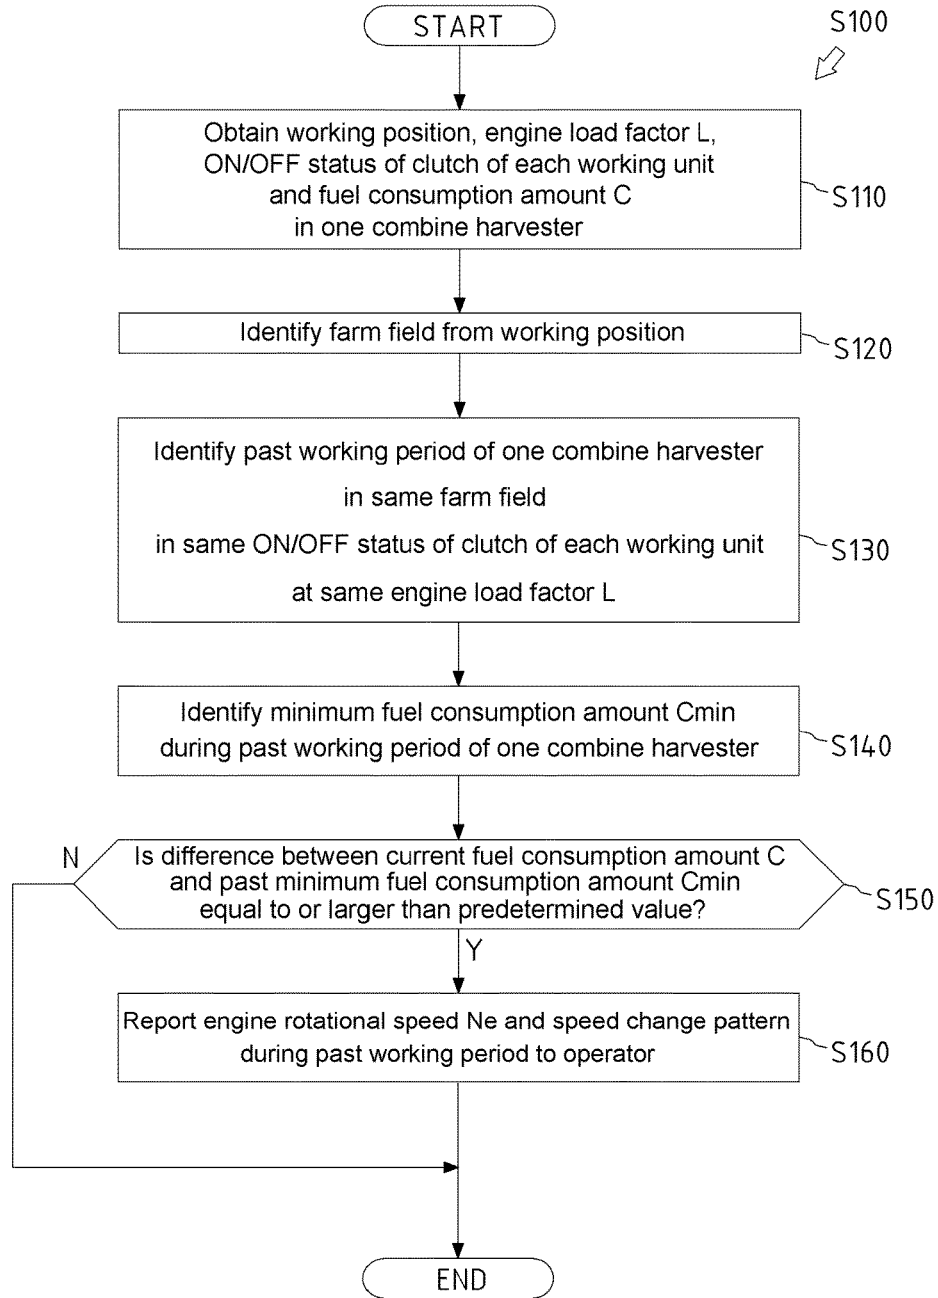 START
S100
Obtain working position, engine load factor L,
ON/OFF status of clutch of each working unit
and fuel consumption amount C
in one combine harvester
S110
Identify farm field from working position
S120
Identify past working period of one combine harvester
in same farm field
in same ON/OFF status of clutch of each working unit
at same engine load factor L
S130
Identify minimum fuel consumption amount Cmin
during past working period of one combine harvester
S140
N
Is difference between current fuel consumption amount C
and past minimum fuel consumption amount Cmin
equal to or larger than predetermined value?
S150
Y
Report engine rotational speed Ne and speed change pattern
during past working period to operator
S160
END